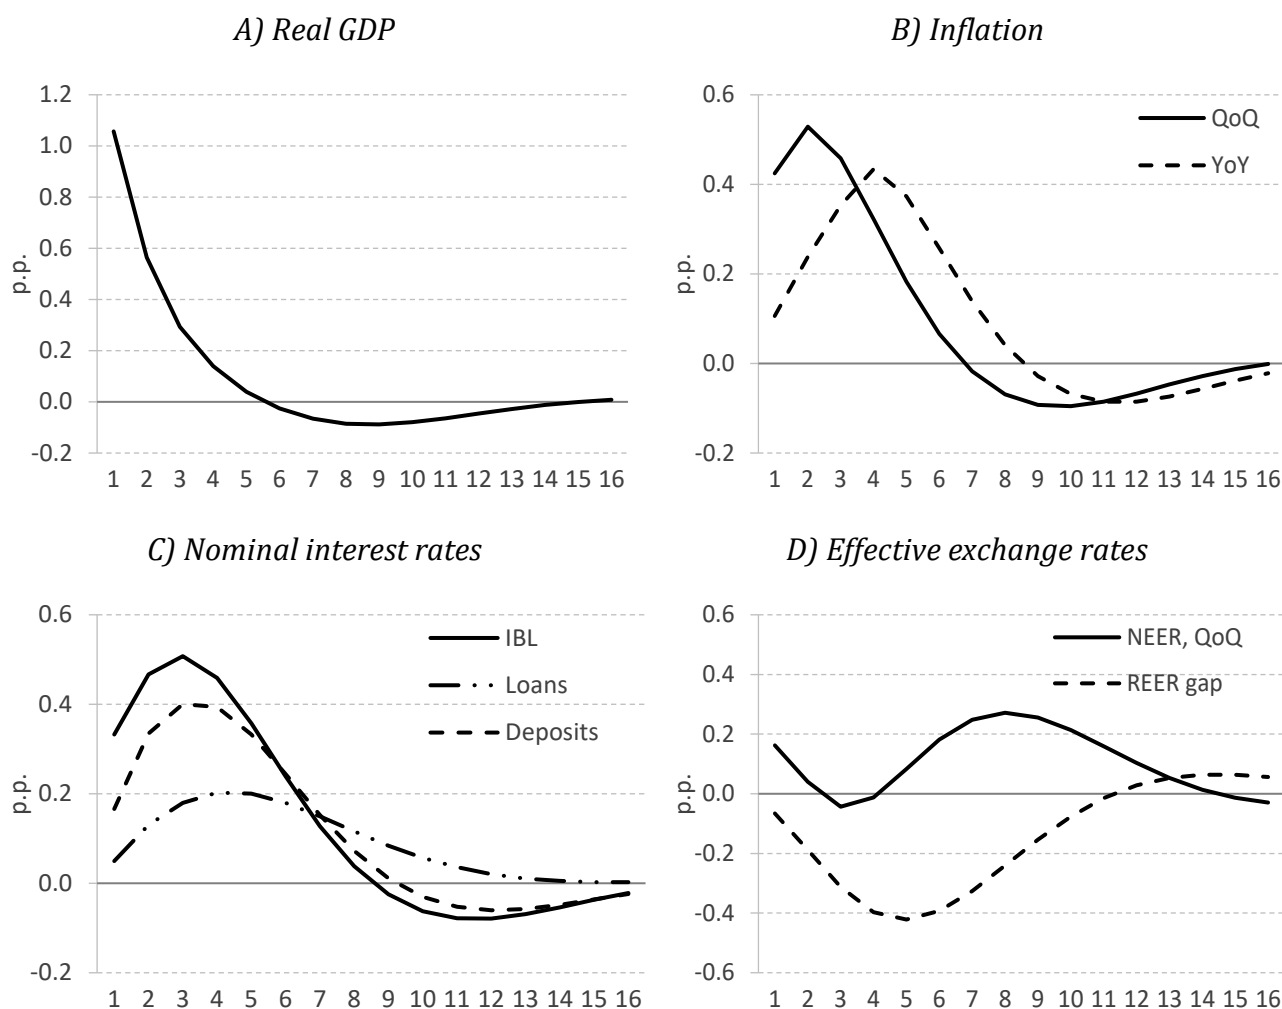 A) Real GDP
1.2
1.0
0.8
0.6
0.4
0.2
0.0
-0.2
p.p.
1 2 3 4 5 6 7 8 9 10 11 12 13 14 15 16
B) Inflation
0.6
0.4
0.2
0.0
-0.2
p.p.
QoQ
YoY
1 2 3 4 5 6 7 8 9 10 11 12 13 14 15 16
C) Nominal interest rates
0.6
0.4
0.2
0.0
-0.2
p.p.
IBL
Loans
Deposits
1 2 3 4 5 6 7 8 9 10 11 12 13 14 15 16
D) Effective exchange rates
0.6
0.4
0.2
0.0
-0.2
-0.4
-0.6
p.p.
NEER, QoQ
REER gap
1 2 3 4 5 6 7 8 9 10 11 12 13 14 15 16